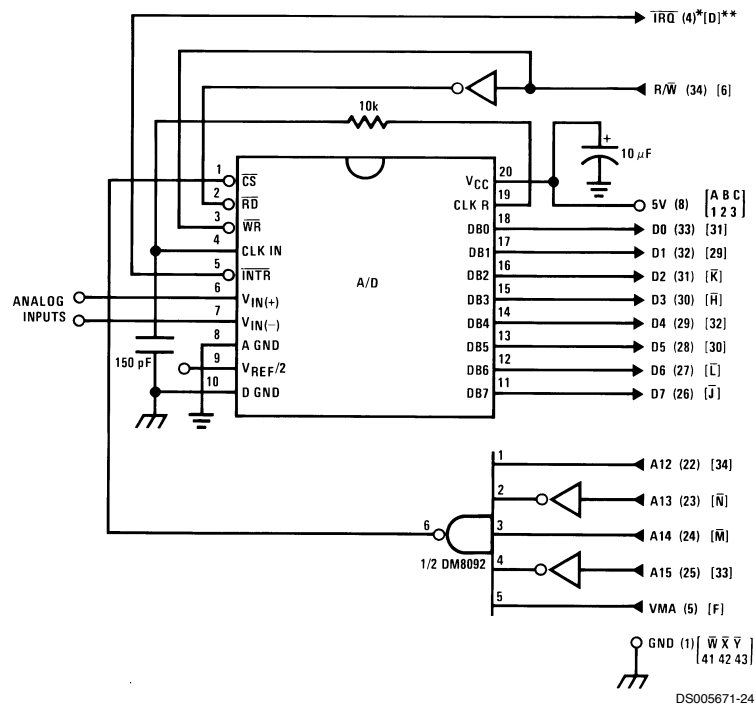 I̅R̅Q̅ (4)*[D]**
R/W̅ (34) [6]
10k
+
10 μF
1 C̅S̅
2 R̅D̅
3 W̅R̅
4 CLK IN
5 I̅N̅T̅R̅
6 VIN(+)
7 VIN(−)
8 A GND
9 VREF/2
10 D GND
A/D
VCC 20
CLK R 19
DB0 18
DB1 17
DB2 16
DB3 15
DB4 14
DB5 13
DB6 12
DB7 11
5V (8) [A B C
1 2 3]
D0 (33) [31]
D1 (32) [29]
D2 (31) [K̅]
D3 (30) [H̅]
D4 (29) [32]
D5 (28) [30]
D6 (27) [L̅]
D7 (26) [J̅]
ANALOG
INPUTS
150 pF
1 A12 (22) [34]
2 A13 (23) [N̅]
3 A14 (24) [M̅]
4 A15 (25) [33]
5 VMA (5) [F]
6
1/2 DM8092
GND (1) [W̅ X̅ Y̅
41 42 43]
DS005671-24